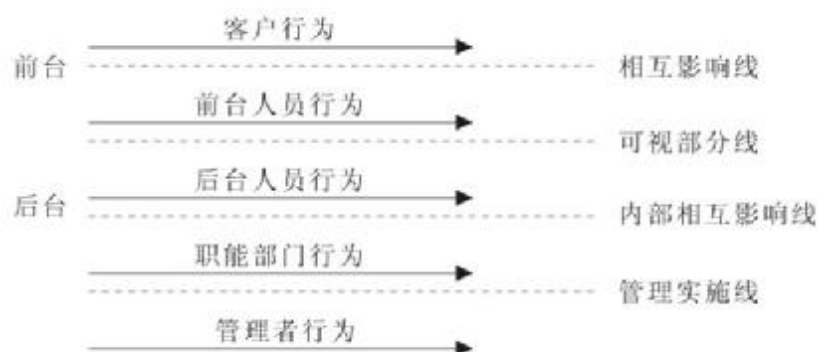 客户行为
前台
相互影响线
前台人员行为
可视部分线
后台人员行为
后台
内部相互影响线
职能部门行为
管理实施线
管理者行为